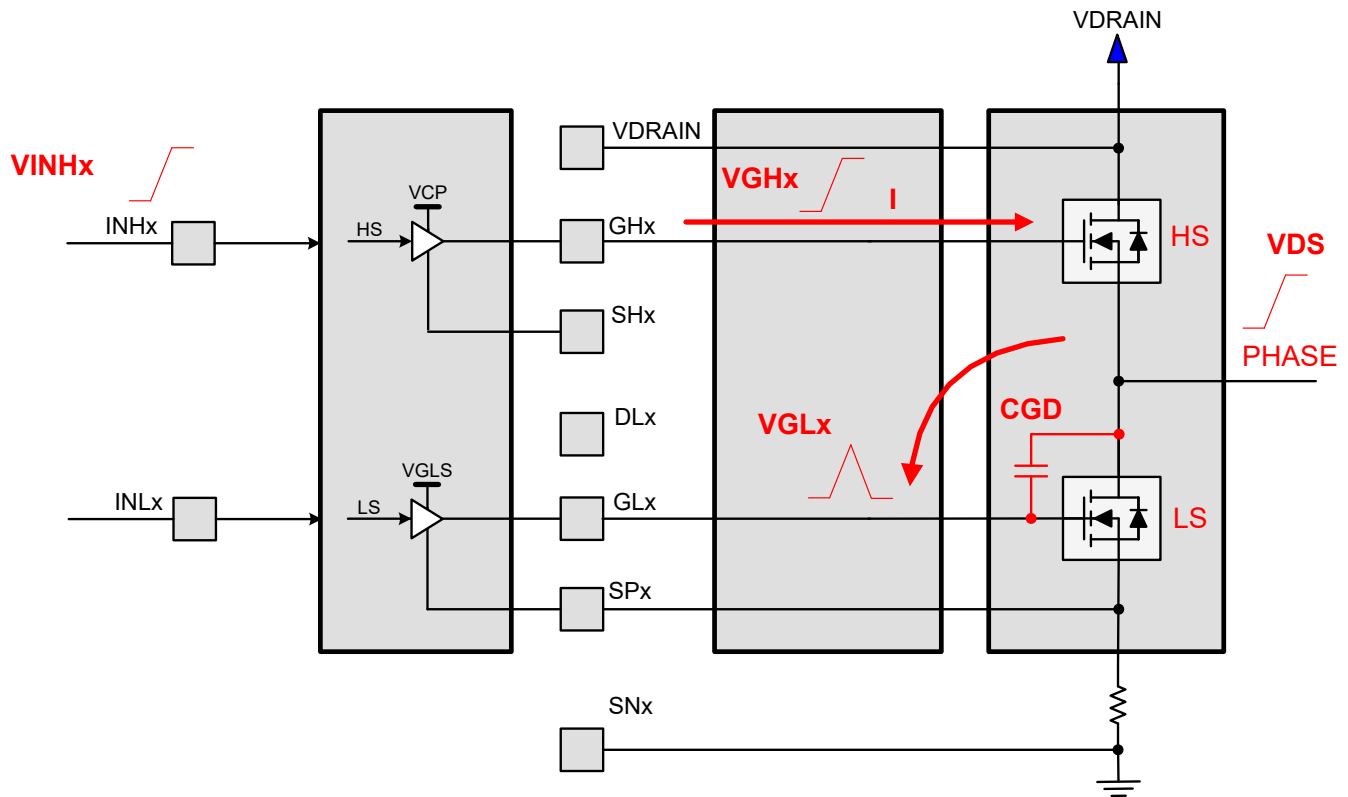 VDRAIN
VDRAIN
VINHx
VGHx
I
VCP
INHx
HS
GHx
HS
VDS
SHx
PHASE
DLx
CGD
VGLx
VGLS
INLx
LS
GLx
LS
SPx
SNx